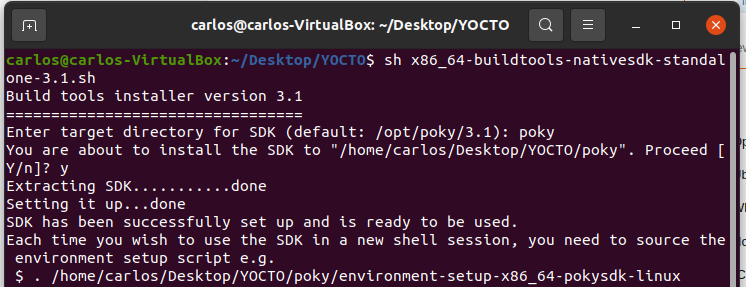 carlos@carlos-VirtualBox: ~/Desktop/YOCTO
carlos@carlos-VirtualBox:~/Desktop/YOCTO$ sh x86_64-buildtools-nativesdk-standal
one-3.1.sh
Build tools installer version 3.1
=================================
Enter target directory for SDK (default: /opt/poky/3.1): poky
You are about to install the SDK to "/home/carlos/Desktop/YOCTO/poky". Proceed [
Y/n]? y
Extracting SDK...........done
Setting it up...done
SDK has been successfully set up and is ready to be used.
Each time you wish to use the SDK in a new shell session, you need to source the
 environment setup script e.g.
 $ . /home/carlos/Desktop/YOCTO/poky/environment-setup-x86_64-pokysdk-linux